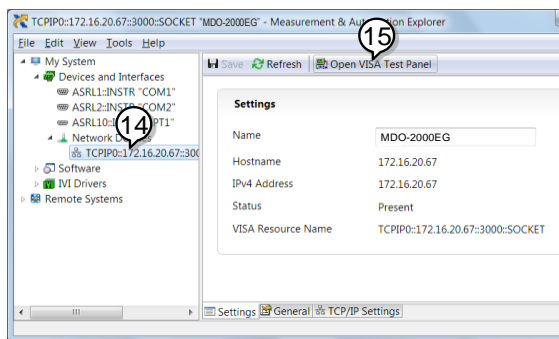 TCPIP0::172.16.20.67::3000::SOCKET "MDO-2000EG" - Measurement & Automation Explorer
15
File Edit View Tools Help
My System
Devices and Interfaces
ASRL1::INSTR "COM1"
ASRL2::INSTR "COM2"
ASRL10::I PT1"
14
Network D
TCPIP0::172.16.20.67::300
Software
IVI Drivers
Remote Systems
Save Refresh Open VISA Test Panel
Settings
Name MDO-2000EG
Hostname 172.16.20.67
IPv4 Address 172.16.20.67
Status Present
VISA Resource Name TCPIP0::172.16.20.67::3000::SOCKET
Settings General TCP/IP Settings